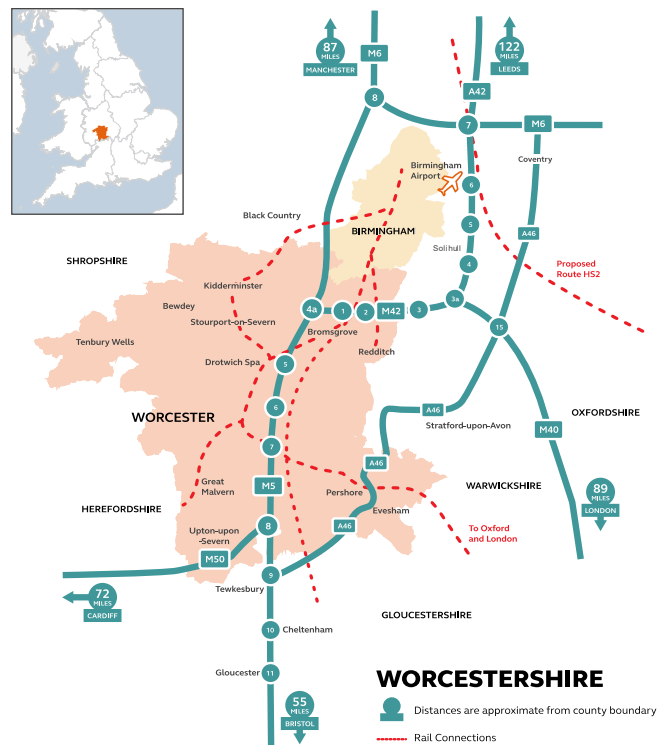 87
MILES
MANCHESTER
M6
122
MILES
LEEDS
A42
8
7
M6
Coventry
Birmingham
Airport
6
Black Country
BIRMINGHAM
5
A46
Solihull
SHROPSHIRE
4
Proposed
Route HS2
Kidderminster
Bewdey
Stourport-on-Severn
4a
1
2
M42
3
3a
15
Bromsgrove
Tenbury Wells
Redditch
Drotwich Spa
5
6
A46
WORCESTER
Stratford-upon-Avon
OXFORDSHIRE
M40
7
A46
Great
Malvern
M5
Pershore
WARWICKSHIRE
89
MILES
LONDON
HEREFORDSHIRE
Evesham
Upton-upon
-Severn
8
A46
To Oxford
and London
M50
9
Tewkesbury
72
MILES
CARDIFF
GLOUCESTERSHIRE
10
Cheltenham
Gloucester
11
WORCESTERSHIRE
55
MILES
BRISTOL
Distances are approximate from county boundary
Rail Connections